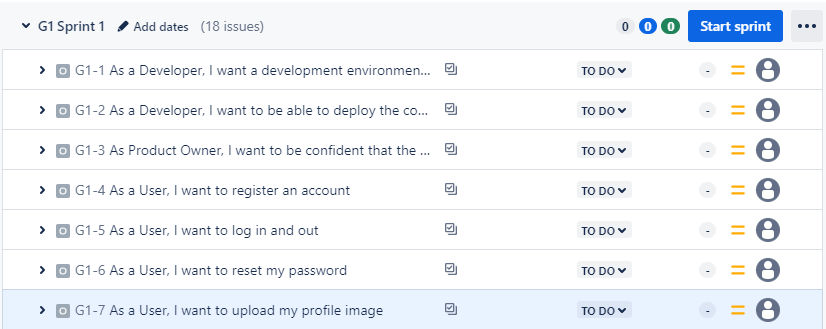 G1 Sprint 1 Add dates (18 issues) 0 0 0 Start sprint
G1-1 As a Developer, I want a development environmen... TO DO -
G1-2 As a Developer, I want to be able to deploy the co... TO DO -
G1-3 As Product Owner, I want to be confident that the ... TO DO -
G1-4 As a User, I want to register an account TO DO -
G1-5 As a User, I want to log in and out TO DO -
G1-6 As a User, I want to reset my password TO DO -
G1-7 As a User, I want to upload my profile image TO DO -